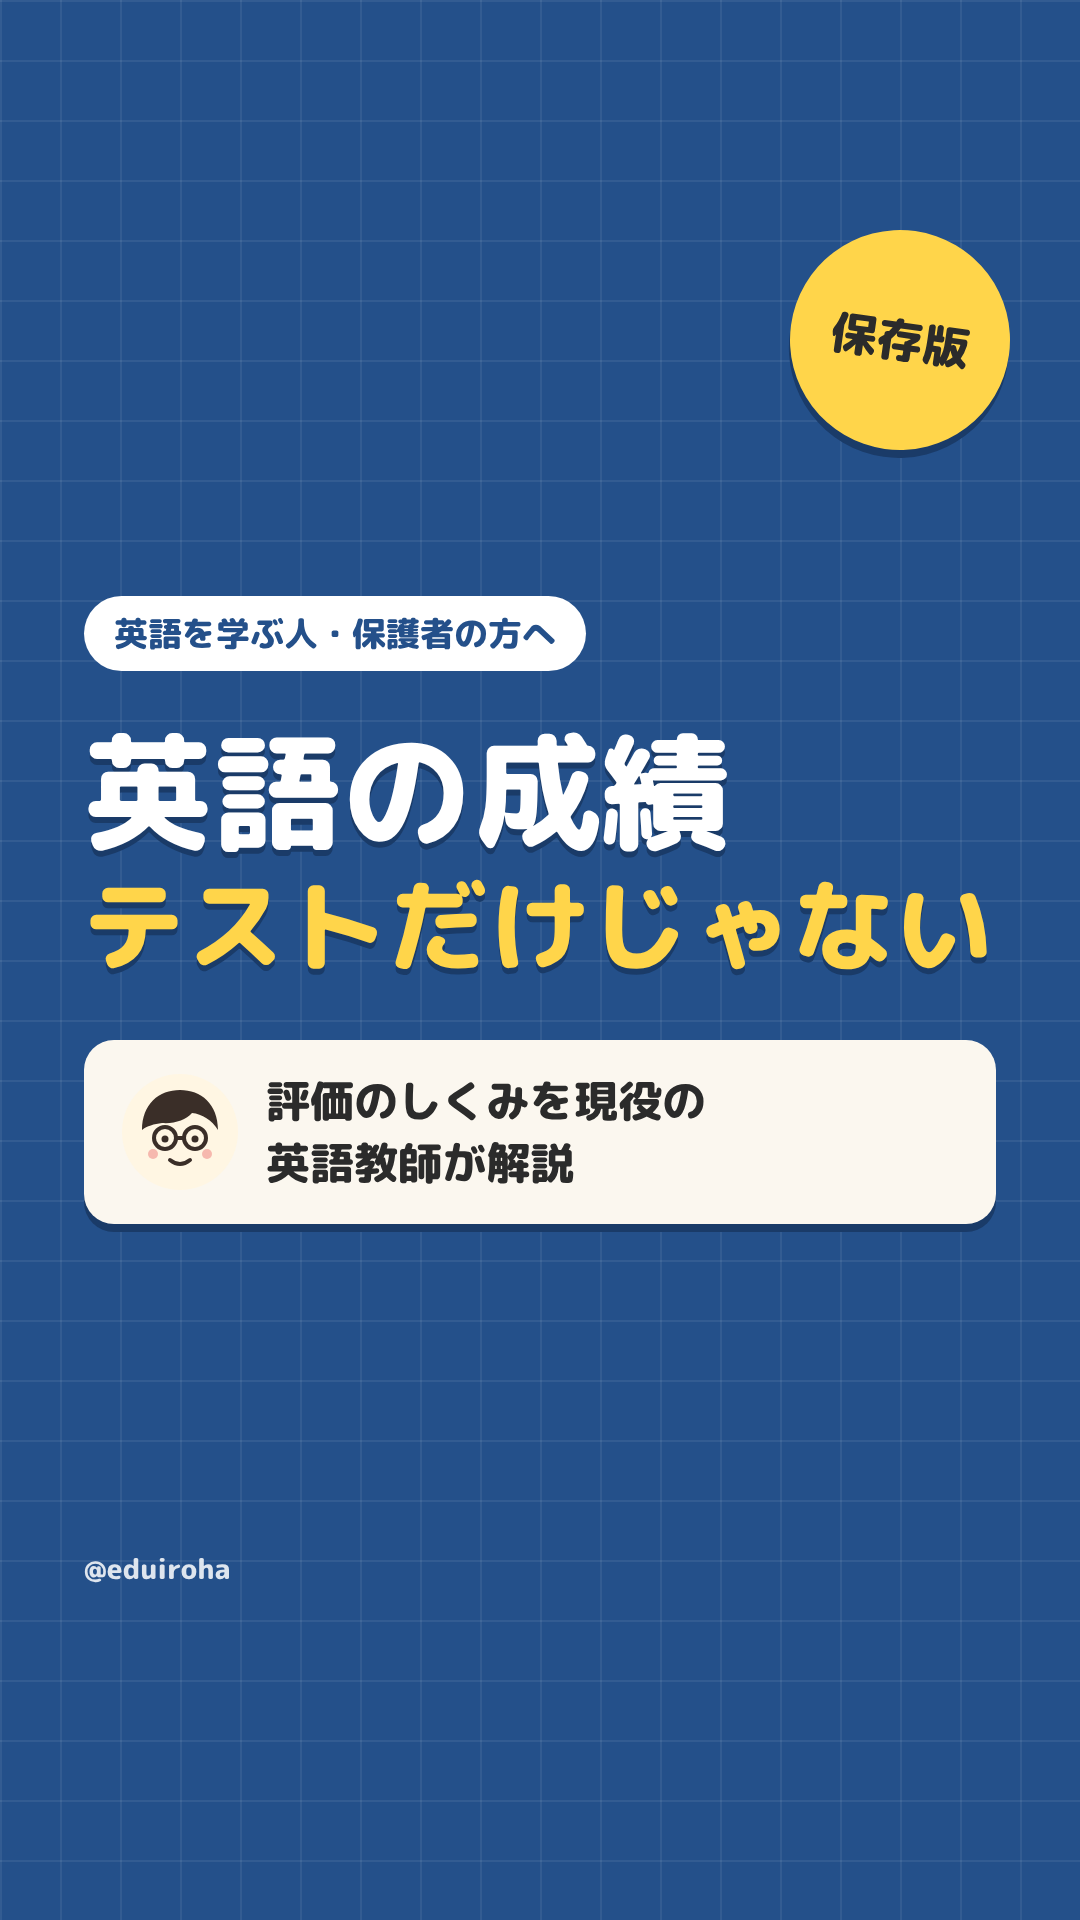 保存版
英語を学ぶ人・保護者の方へ
英語の成績
テストだけじゃない
評価のしくみを現役の
英語教師が解説
@eduiroha